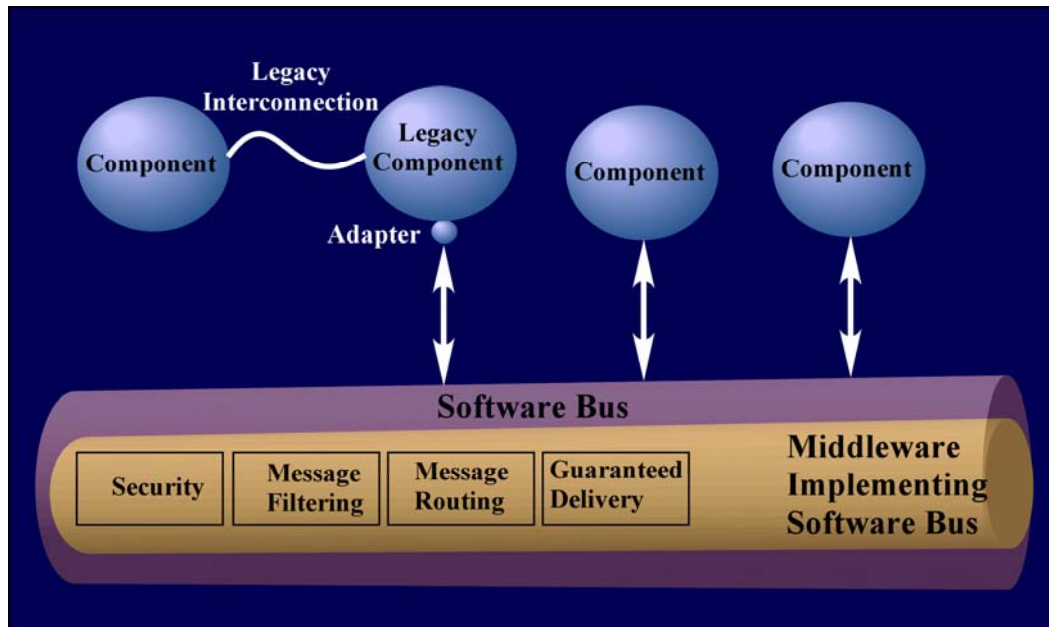 Legacy
Interconnection
Component
Legacy
Component
Component
Component
Adapter
Software Bus
Security
Message
Filtering
Message
Routing
Guaranteed
Delivery
Middleware
Implementing
Software Bus